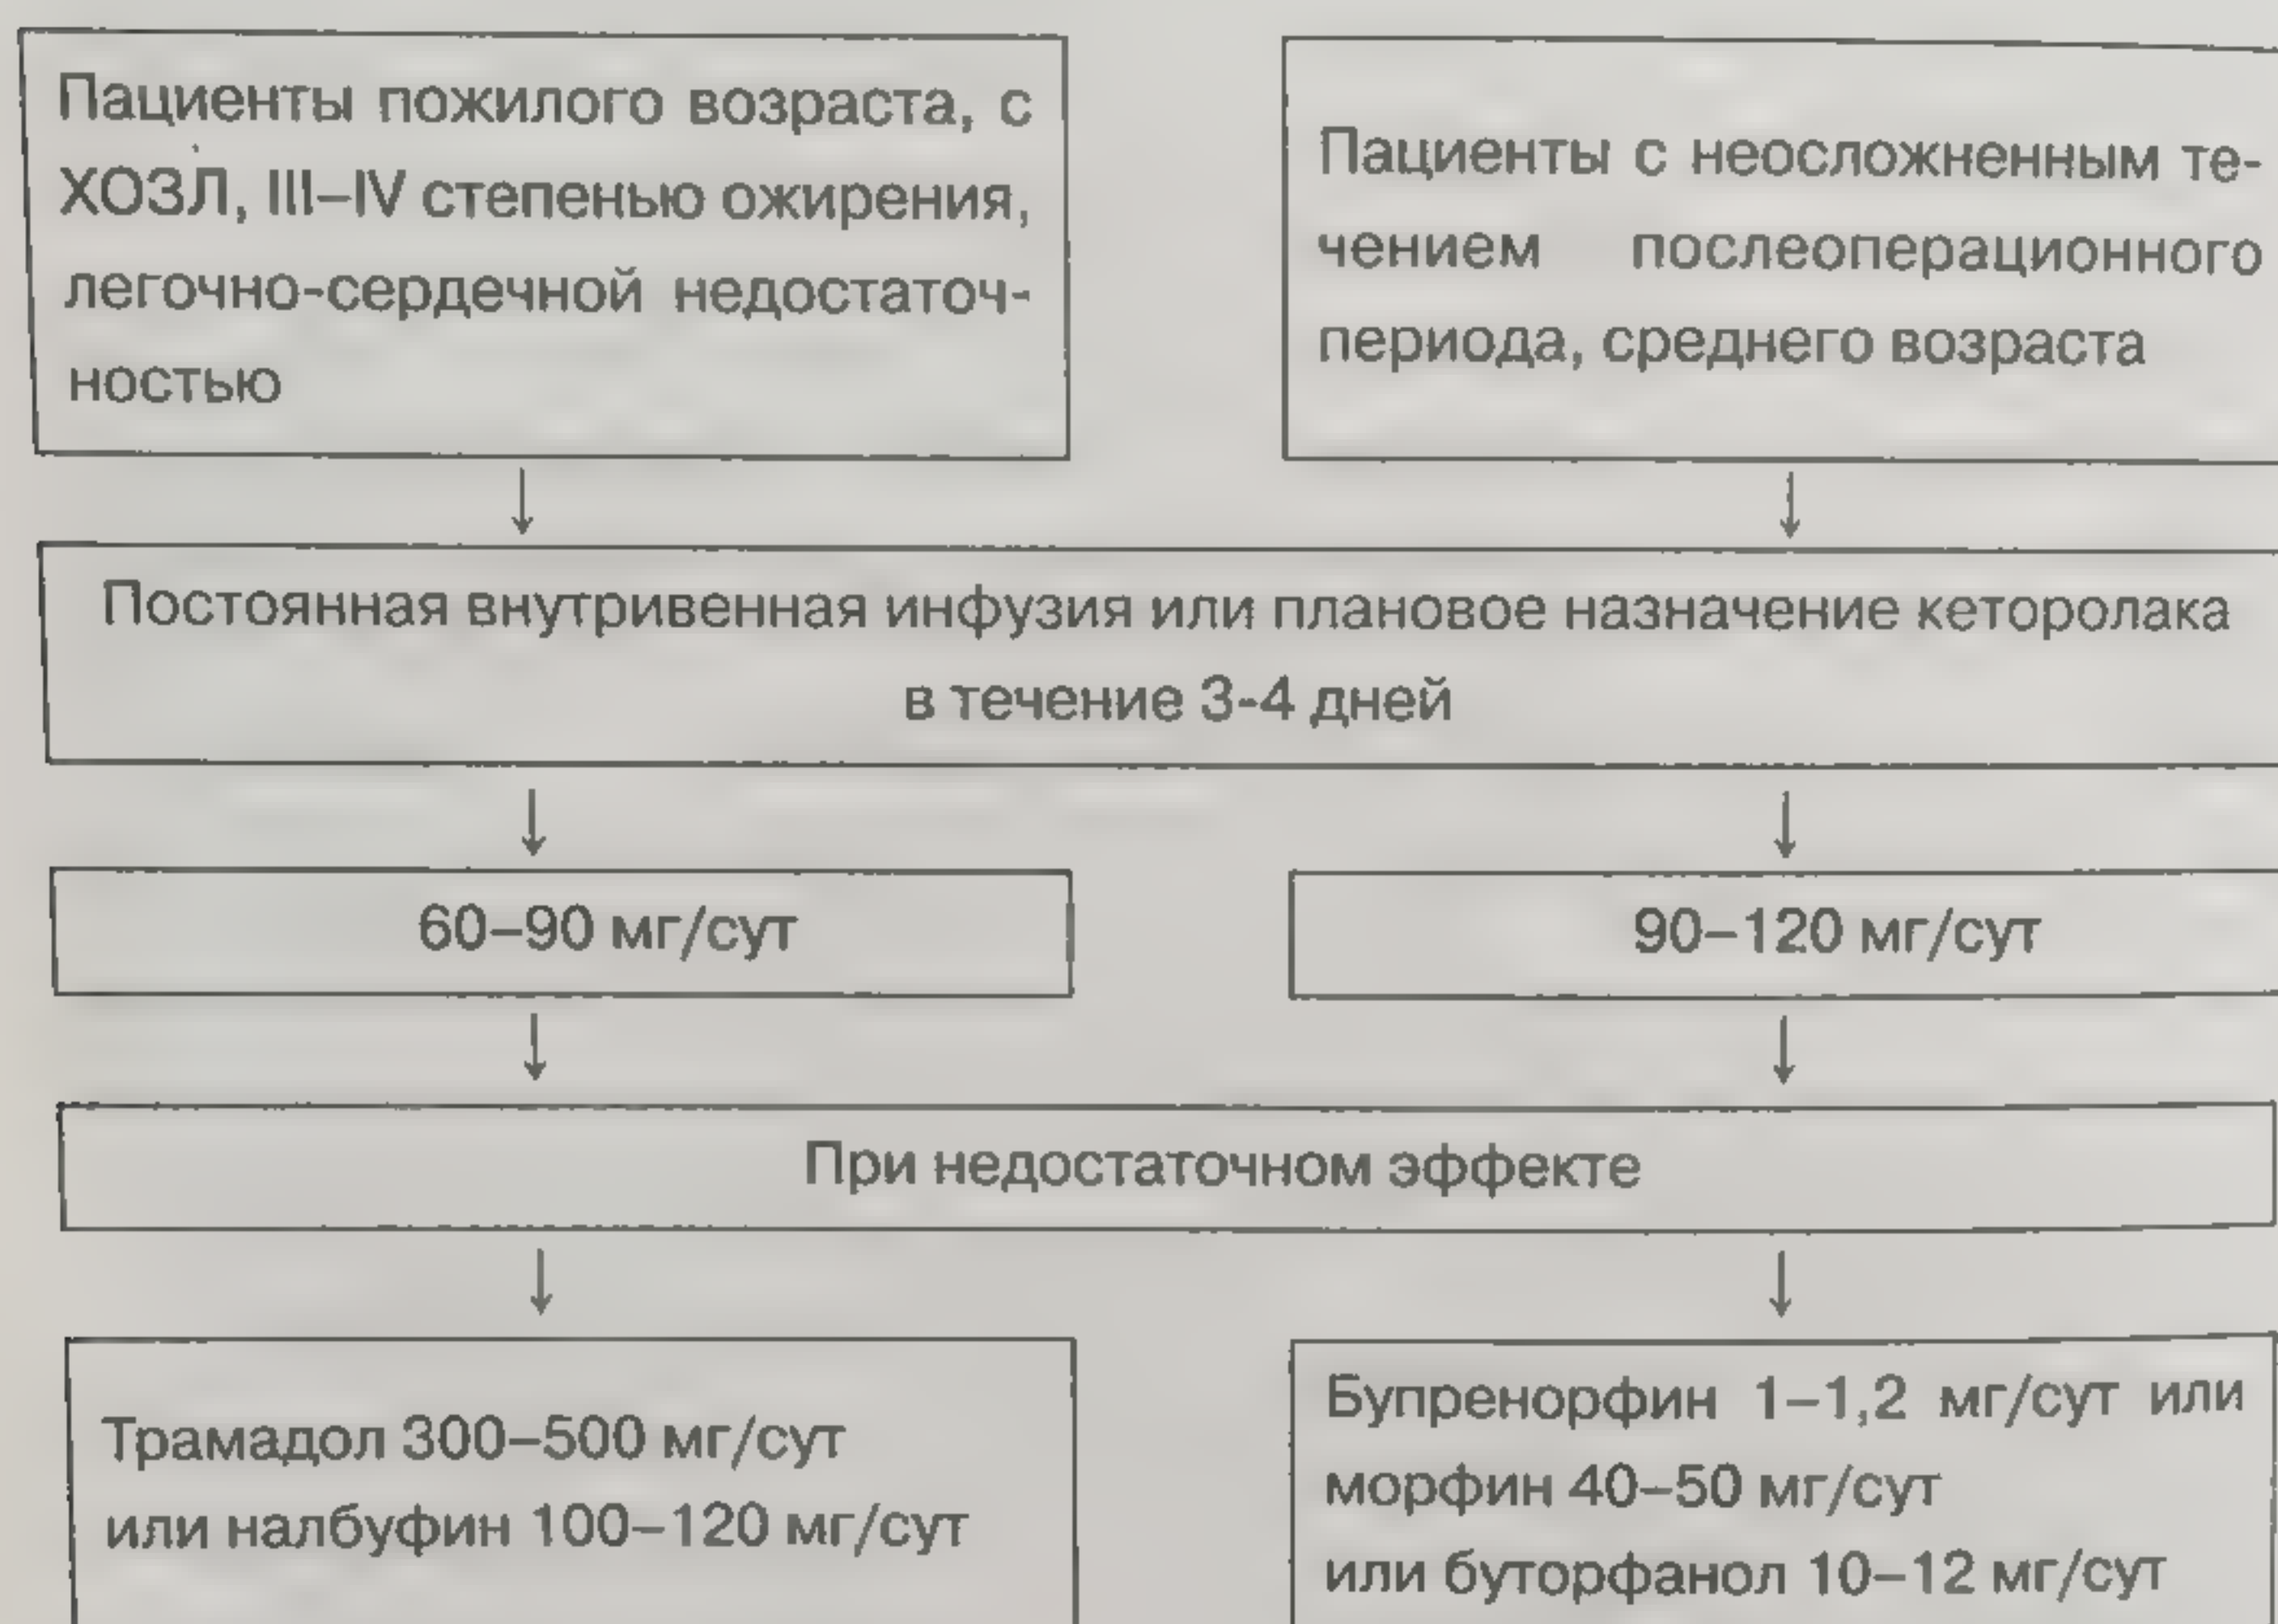 Пациенты пожилого возраста, с
ХОЗЛ, III–IV степенью ожирения,
легочно-сердечной недостаточ-
ностью
Пациенты с неосложненным те-
чением послеоперационного
периода, среднего возраста
Постоянная внутривенная инфузия или плановое назначение кеторолака
в течение 3-4 дней
60–90 мг/сут
90–120 мг/сут
При недостаточном эффекте
Трамадол 300–500 мг/сут
или налбуфин 100–120 мг/сут
Бупренорфин 1–1,2 мг/сут или
морфин 40–50 мг/сут
или буторфанол 10–12 мг/сут